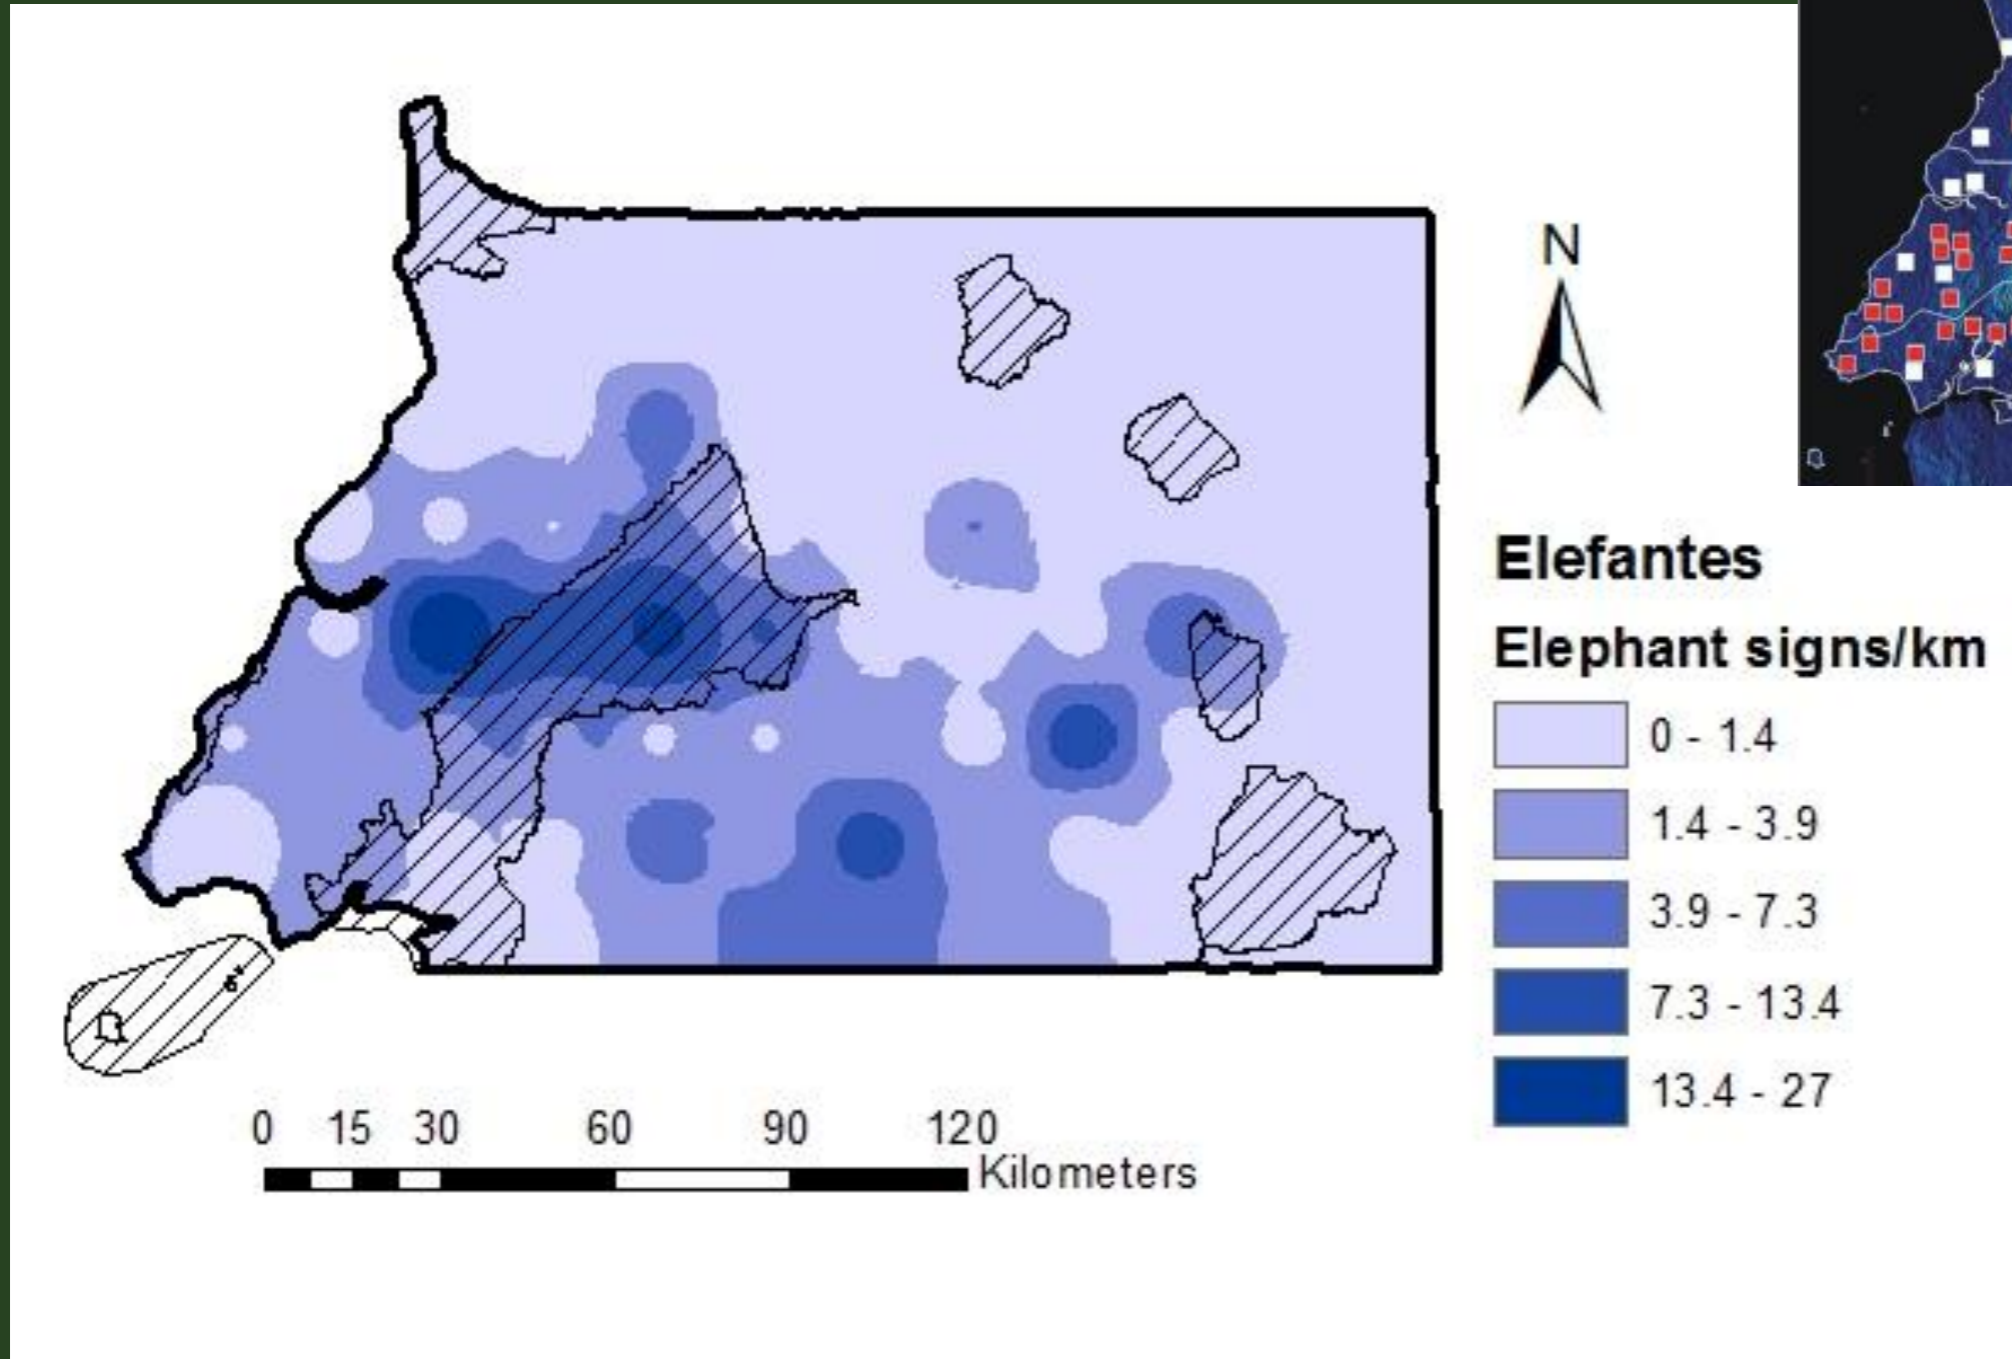 N
Elefantes
Elephant signs/km
0 - 1.4
1.4 - 3.9
3.9 - 7.3
7.3 - 13.4
13.4 - 27
0 15 30 60 90 120
Kilometers